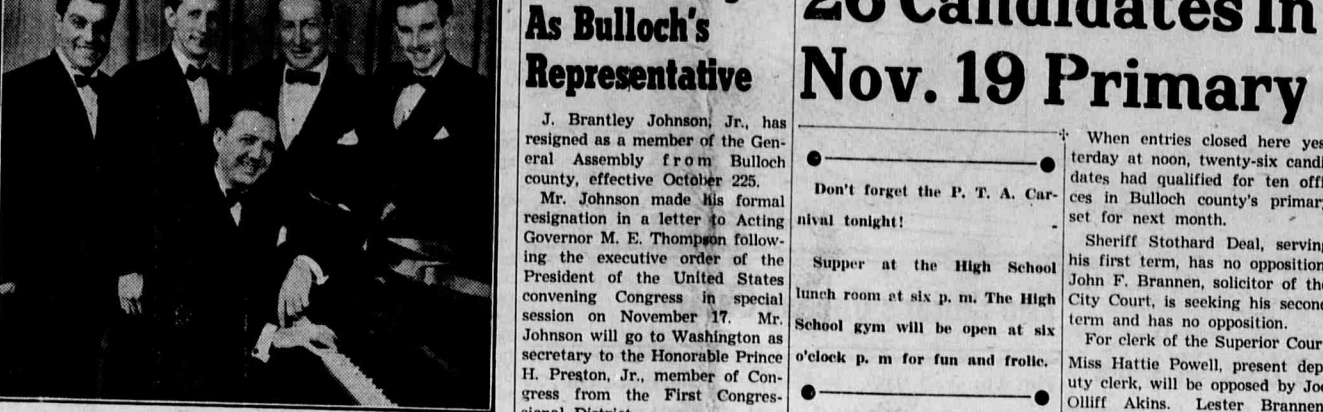 As Bulloch's
Representative
J. Brantley Johnson, Jr., has
resigned as a member of the Gen-
eral Assembly from Bulloch
county, effective October 225.
Mr. Johnson made his formal
resignation in a letter to Acting
Governor M. E. Thompson follow-
ing the executive order of the
President of the United States
convening Congress in special
session on November 17. Mr.
Johnson will go to Washington as
secretary to the Honorable Prince
H. Preston, Jr., member of Con-
gress from the First Congres-
sional District
26 Candidates In
Nov. 19 Primary
Don't forget the P. T. A. Car-
nival tonight!
Supper at the High School
lunch room at six p. m. The High
School gym will be open at six
o'clock p. m for fun and frolic.
When entries closed here yes
terday at noon, twenty-six candi
dates had qualified for ten offi
ces in Bulloch county's primary
set for next month.
Sheriff Stothard Deal, serving
his first term, has no opposition
John F. Brannen, solicitor of the
City Court, is seeking his second
term and has no opposition.
For clerk of the Superior Cour
Miss Hattie Powell, present dep
uty clerk, will be opposed by Joe
Olliff Akins. Lester Brannen